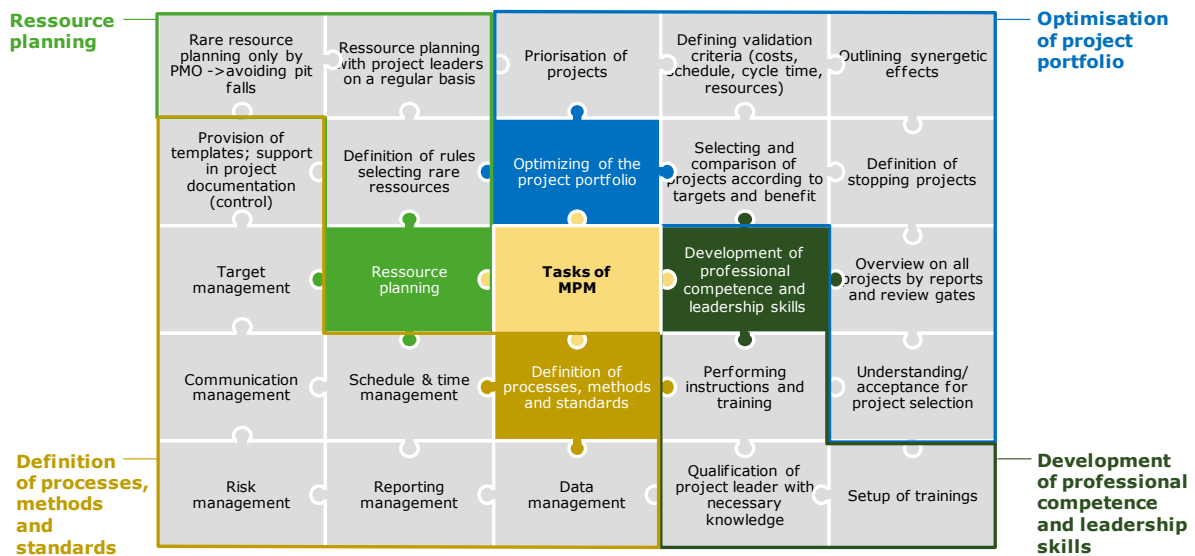 Ressource
planning
Optimisation
of project
portfolio
Rare resource
planning only by
PMO ->avoiding pit
falls
Ressource planning
with project leaders
on a regular basis
Priorisation of
projects
Defining validation
criteria (costs,
schedule, cycle time,
resources)
Outlining synergetic
effects
Provision of
templates; support
in project
documentation
(control)
Definition of rules
selecting rare
ressources
Optimizing of the
project portfolio
Selecting and
comparison of
projects according to
targets and benefit
Definition of
stopping projects
Target
management
Ressource
planning
Tasks of
MPM
Development of
professional
competence and
leadership skills
Overview on all
projects by reports
and review gates
Communication
management
Schedule & time
management
Definition of
processes, methods
and standards
Performing
instructions and
training
Understanding/
acceptance for
project selection
Risk
management
Reporting
management
Data
management
Qualification of
project leader with
necessary
knowledge
Setup of trainings
Definition
of processes,
methods
and
standards
Development
of professional
competence
and leadership
skills